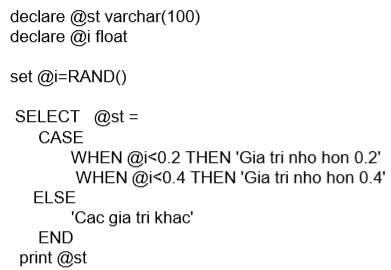 declare @st varchar(100)
declare @i float
set @i=RAND()
SELECT @st =
CASE
WHEN @i<0.2 THEN 'Gia tri nho hon 0.2'
WHEN @i<0.4 THEN 'Gia tri nho hon 0.4'
ELSE
'Cac gia tri khac'
END
print @st